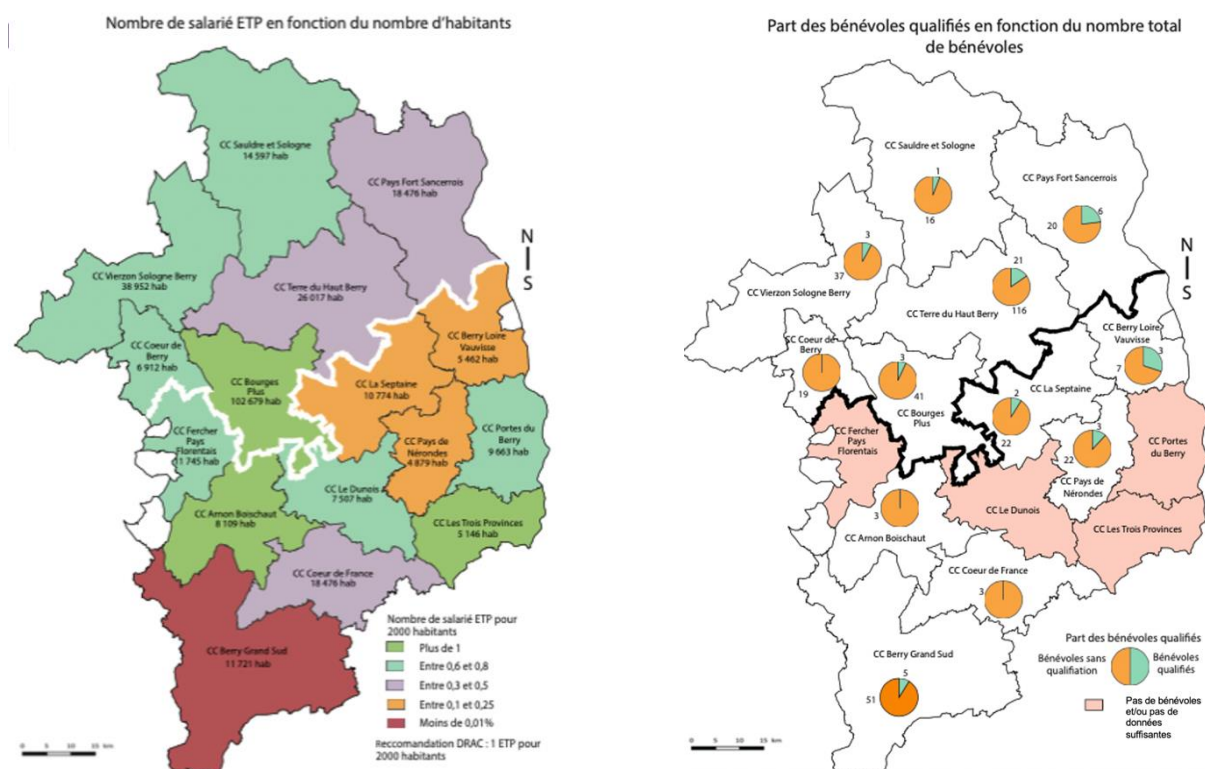 Nombre de salarié ETP en fonction du nombre d'habitants
CC Sauldre et Sologne
14 597 hab
CC Pays Fort Sancerrois
18 476 hab
N
S
CC Vierzon Sologne Berry
38 952 hab
CC Terre du Haut Berry
26 017 hab
CC Coeur de
Berry
6 912 hab
CC Berry Loire
Vauvisse
5 462 hab
CC Bourges
Plus
102 679 hab
CC La Septaine
10 774 hab
CC Fercher
Pays
Florentais
11 745 hab
CC Pays de
Nérondes
4 879 hab
CC Portes du
Berry
9 663 hab
CC Le Dunois
7 507 hab
CC Arnon Boischaut
8 109 hab
CC Les Trois Provinces
5 146 hab
CC Coeur de France
18 476 hab
CC Berry Grand Sud
11 721 hab
Nombre de salarié ETP pour
2000 habitants
Plus de 1
Entre 0,6 et 0,8
Entre 0,3 et 0,5
Entre 0,1 et 0,25
Moins de 0,01%
Reccomandation DRAC : 1 ETP pour
2000 habitants
0 5 10 15 km
Part des bénévoles qualifiés en fonction du nombre total
de bénévoles
CC Sauldre et Sologne
1
16
CC Pays Fort Sancerrois
6
20
N
S
3
37
CC Vierzon Sologne Berry
21
116
CC Terre du Haut Berry
CC Coeur de
Berry
19
3
41
CC Bourges
Plus
CC Berry Loire
Vauvisse
3
7
CC La Septaine
2
22
CC Fercher
Pays
Florentais
3
22
CC Pays de
Nérondes
CC Portes
du Berry
CC Le Dunois
3
CC Arnon Boischaut
CC Les Trois Provinces
CC Coeur de France
3
CC Berry Grand Sud
5
51
Part des bénévoles qualifiés
Bénévoles sans
qualifiation
Bénévoles
qualifiés
Pas de bénévoles
et/ou pas de
données
suffisantes
0 5 10 15 km